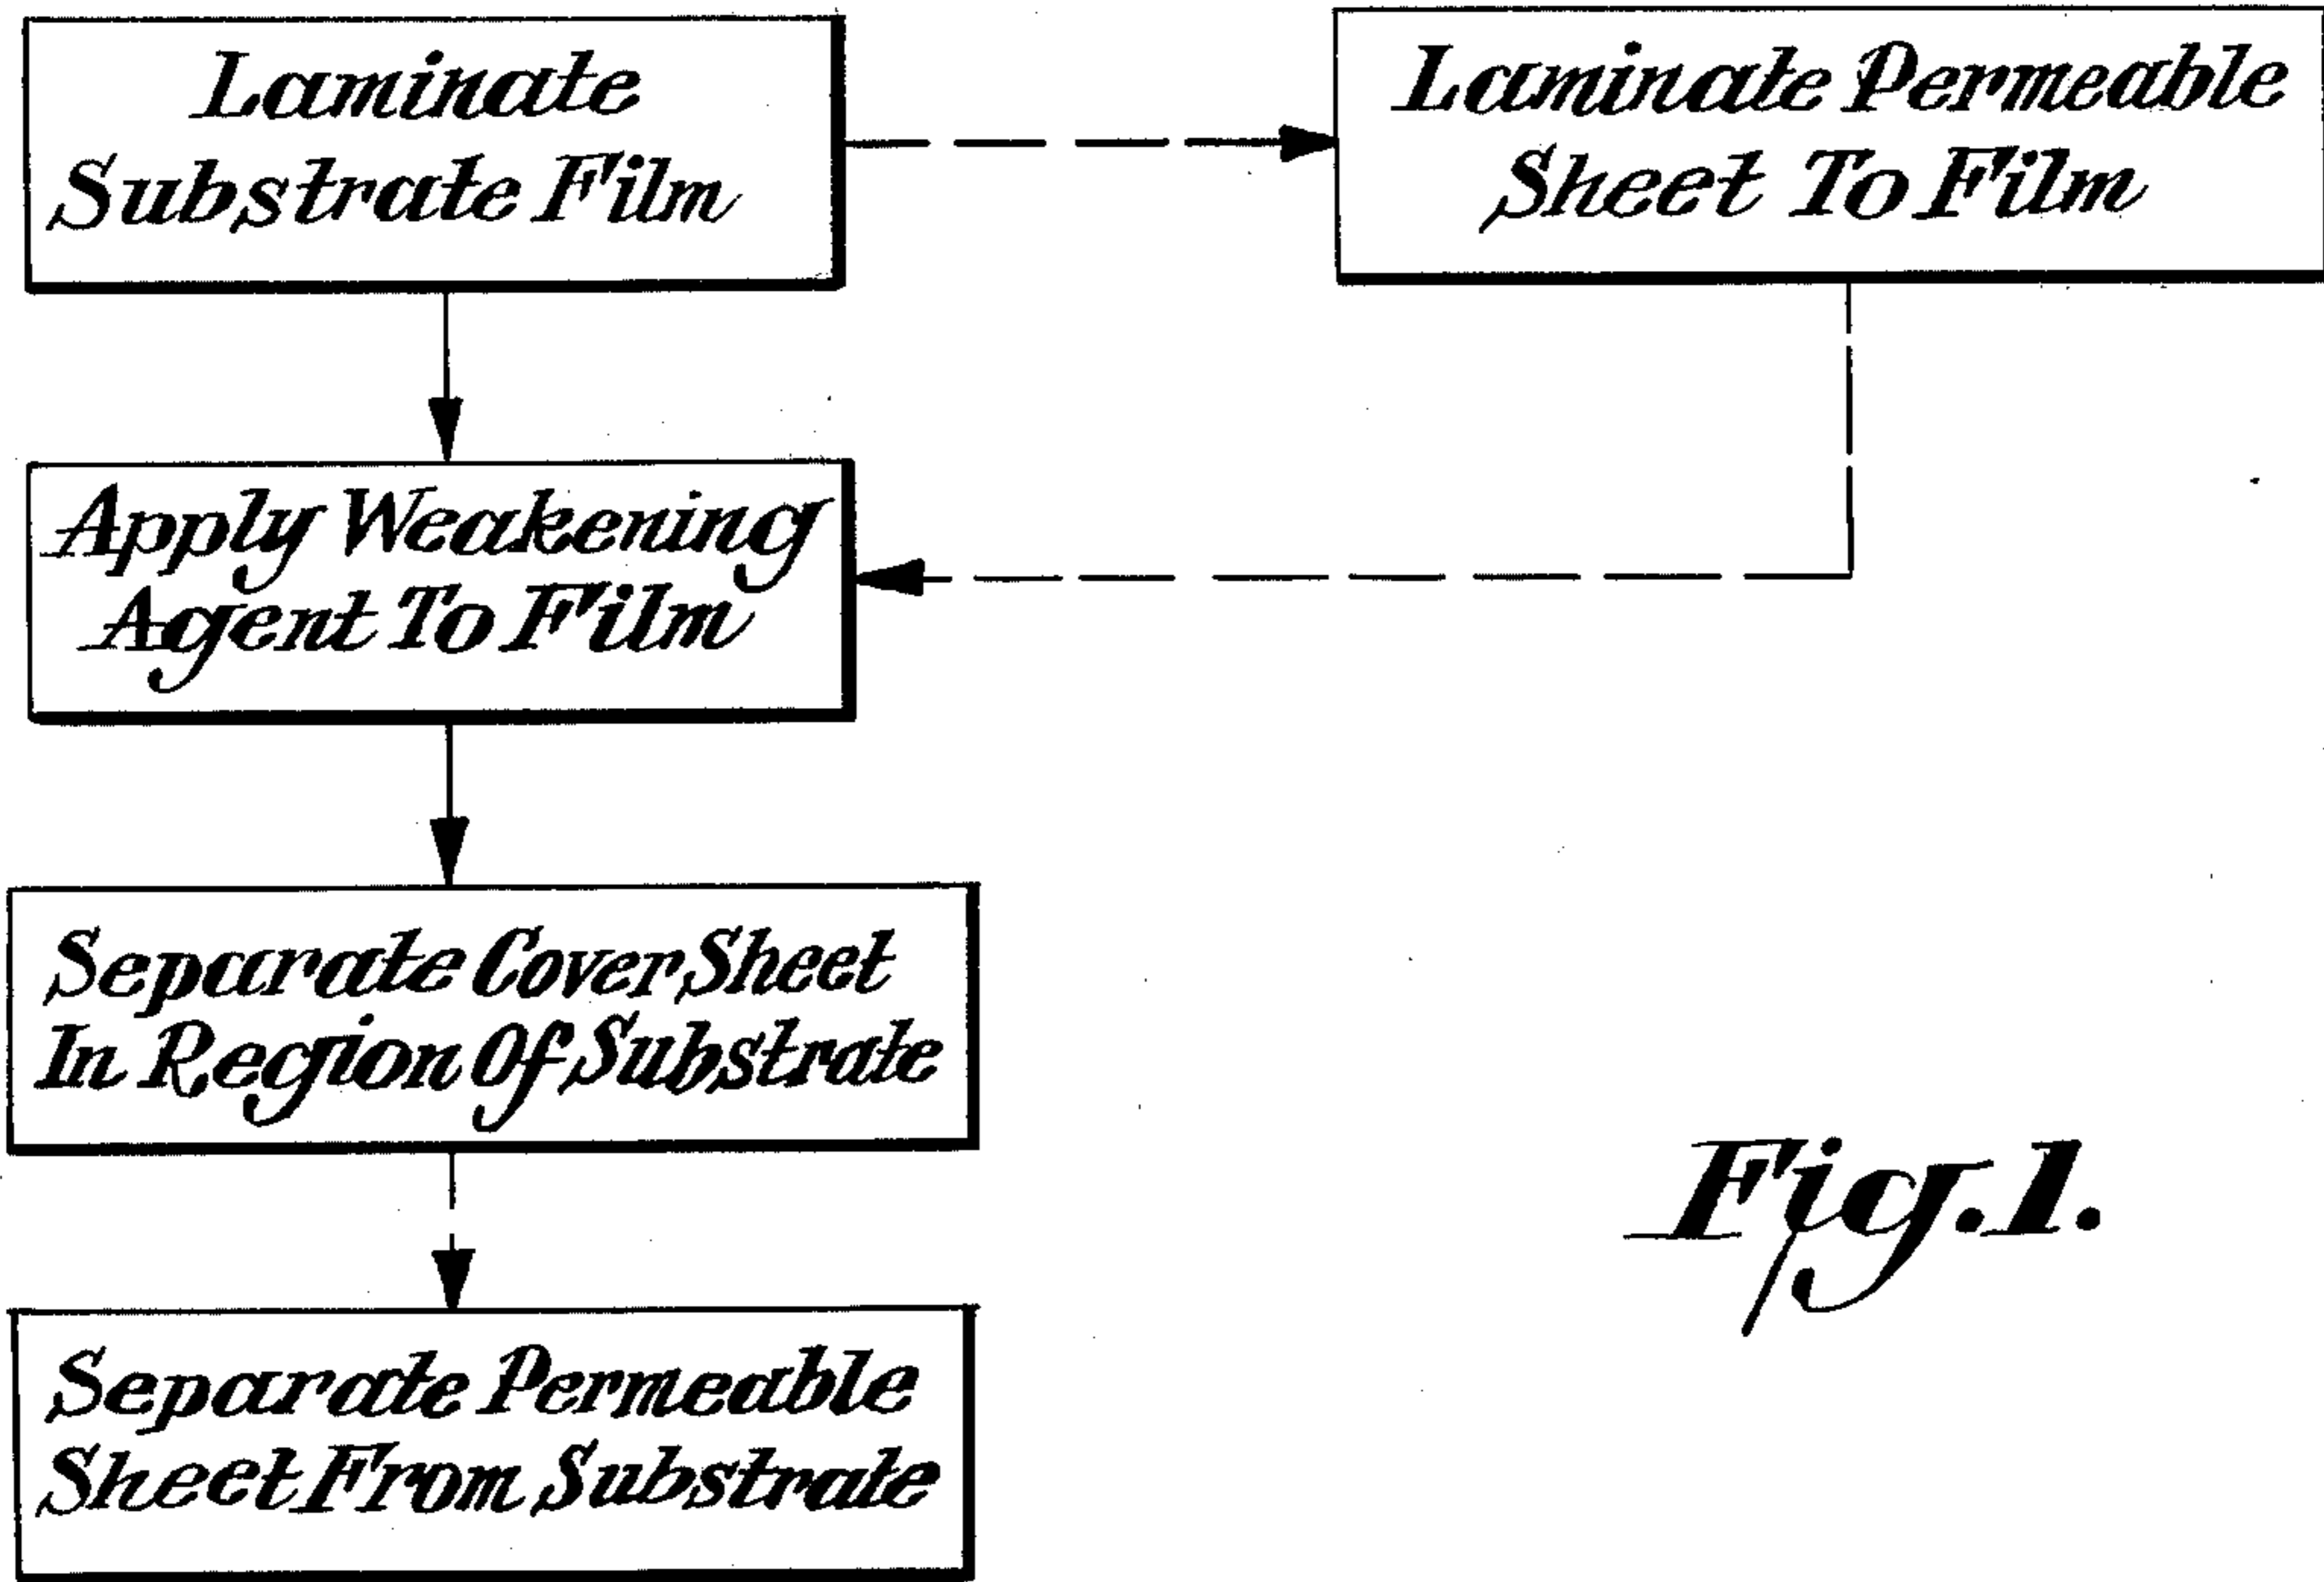 Laminate
Substrate Film
Laminate Permeable
Sheet To Film
Apply Weakening
Agent To Film
Separate Cover Sheet
In Region Of Substrate
Separate Permeable
Sheet From Substrate
Fig. 1.